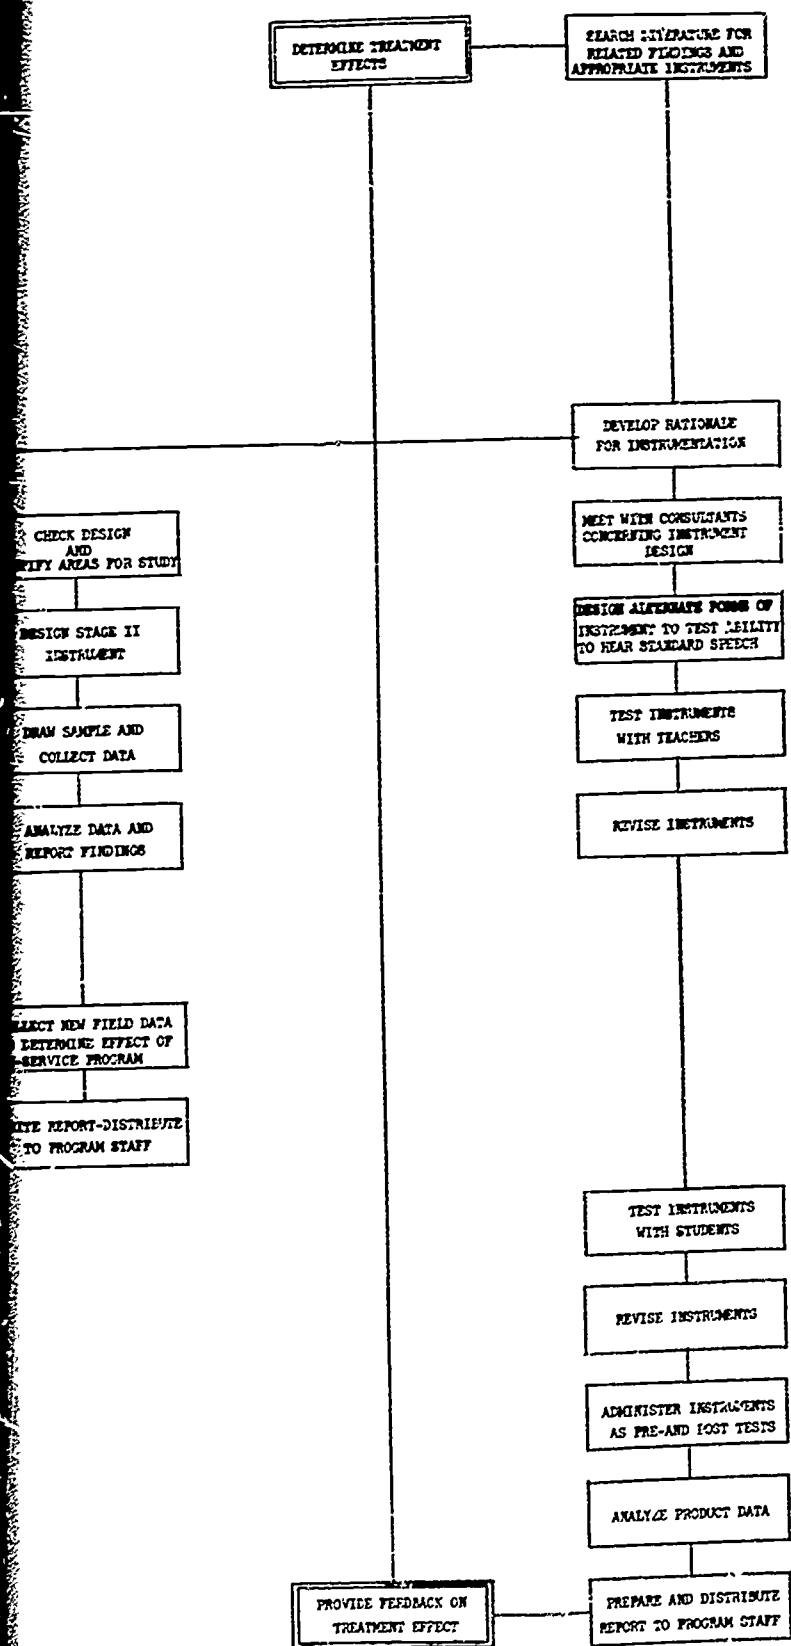 DETERMINE TREATMENT
EFFECTS
SEARCH LITERATURE FOR
RELATED FINDINGS AND
APPROPRIATE INSTRUMENTS
DEVELOP RATIONALE
FOR INSTRUMENTATION
MEET WITH CONSULTANTS
CONCERNING INSTRUMENT
DESIGN
DESIGN ALTERNATE FORMS OF
INSTRUMENT TO TEST ABILITY
TO HEAR STANDARD SPEECH
TEST INSTRUMENTS
WITH TEACHERS
REVISE INSTRUMENTS
CHECK DESIGN
AND
AREAS FOR STUDY
DESIGN STAGE II
INSTRUMENT
DRAW SAMPLE AND
COLLECT DATA
ANALYZE DATA AND
REPORT FINDINGS
NEW FIELD DATA
DETERMINE EFFECT OF
-SERVICE PROGRAM
REPORT-DISTRIBUTE
TO PROGRAM STAFF
TEST INSTRUMENTS
WITH STUDENTS
REVISE INSTRUMENTS
ADMINISTER INSTRUMENTS
AS PRE-AND POST TESTS
ANALYZE PRODUCT DATA
PROVIDE FEEDBACK ON
TREATMENT EFFECT
PREPARE AND DISTRIBUTE
REPORT TO PROGRAM STAFF